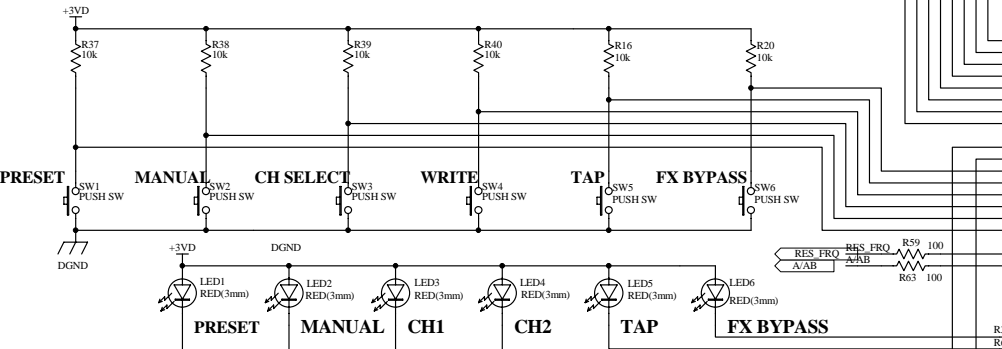 +3VD
R37
10k
R38
10k
R39
10k
R40
10k
R16
10k
R20
10k
PRESET
SW1
PUSH SW
MANUAL
SW2
PUSH SW
CH SELECT
SW3
PUSH SW
WRITE
SW4
PUSH SW
TAP
SW5
PUSH SW
FX BYPASS
SW6
PUSH SW
DGND
+3VD
DGND
RES_FRQ
RES_FRQ
R59
100
A/AB
A/AB
R63
100
LED1
RED(3mm)
LED2
RED(3mm)
LED3
RED(3mm)
LED4
RED(3mm)
LED5
RED(3mm)
LED6
RED(3mm)
PRESET
MANUAL
CH1
CH2
TAP
FX BYPASS